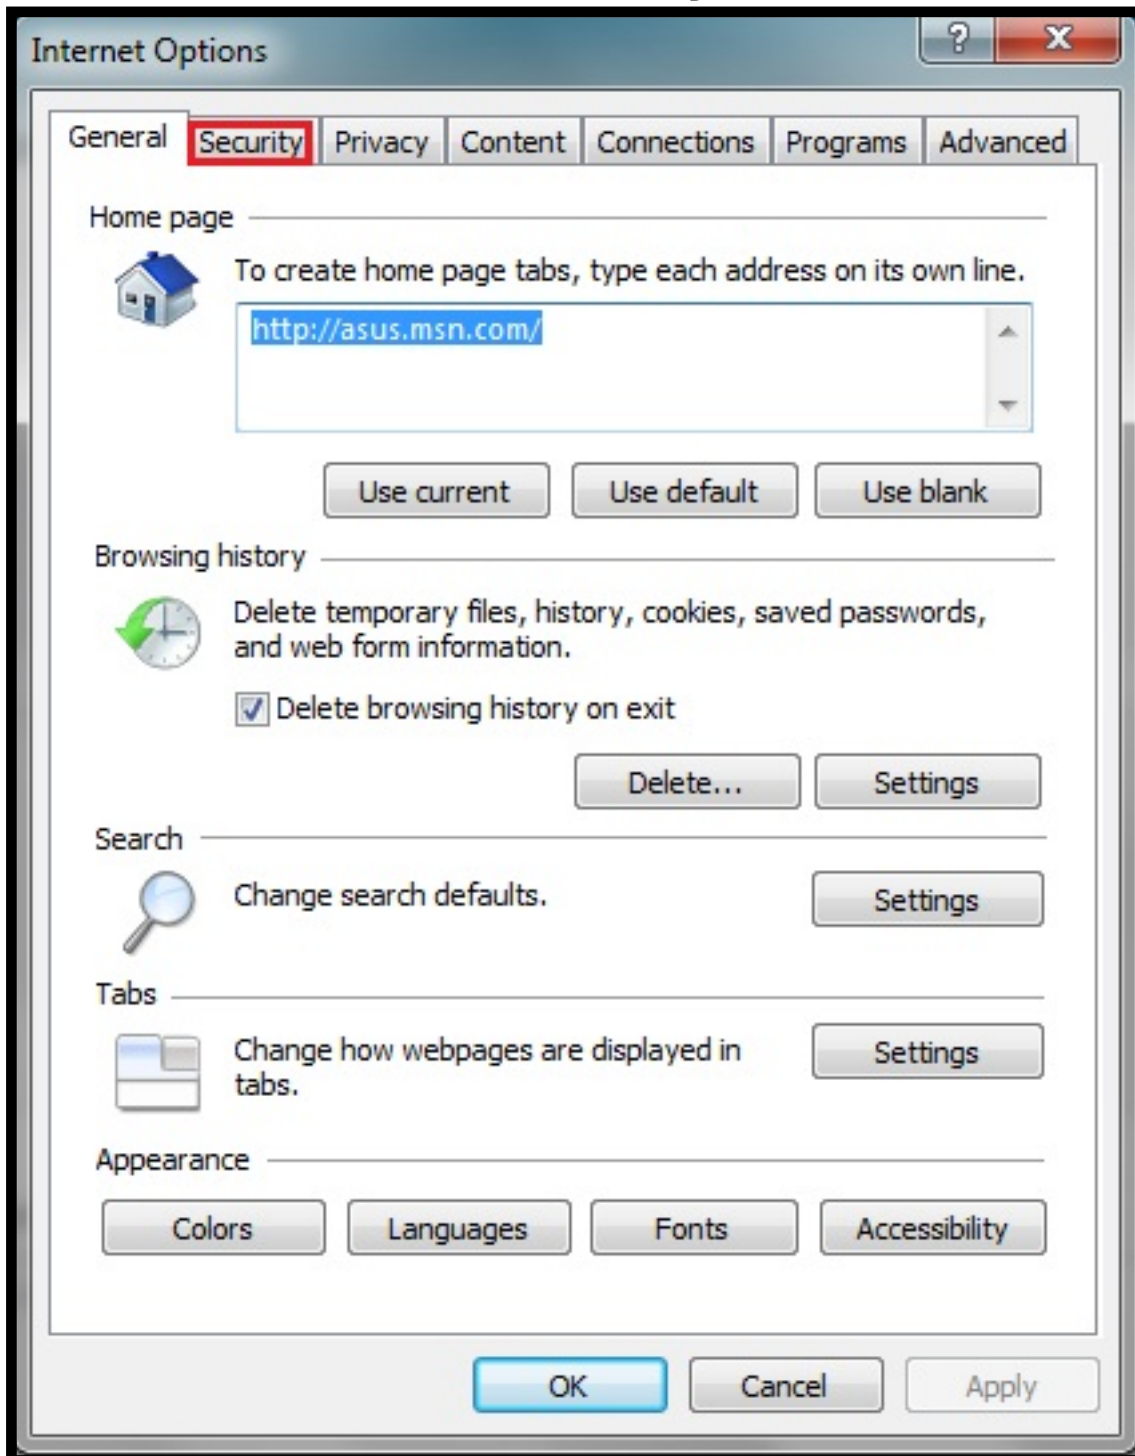 Internet Options
General Security Privacy Content Connections Programs Advanced
Home page
To create home page tabs, type each address on its own line.
http://asus.msn.com/
Use current Use default Use blank
Browsing history
Delete temporary files, history, cookies, saved passwords,
and web form information.
Delete browsing history on exit
Delete... Settings
Search
Change search defaults. Settings
Tabs
Change how webpages are displayed in Settings
tabs.
Appearance
Colors Languages Fonts Accessibility
OK Cancel Apply